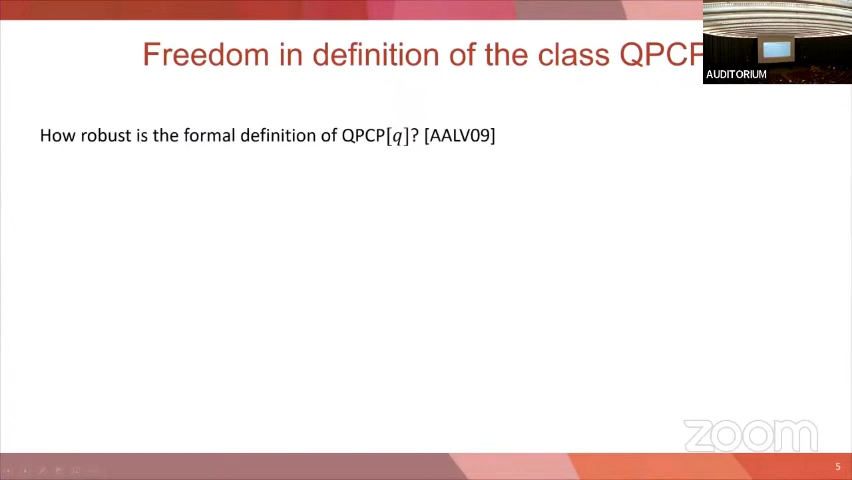 Freedom in definition of the class QPCP
AUDITORIUM
How robust is the formal definition of QPCP[q]? [AALV09]
zoom
5